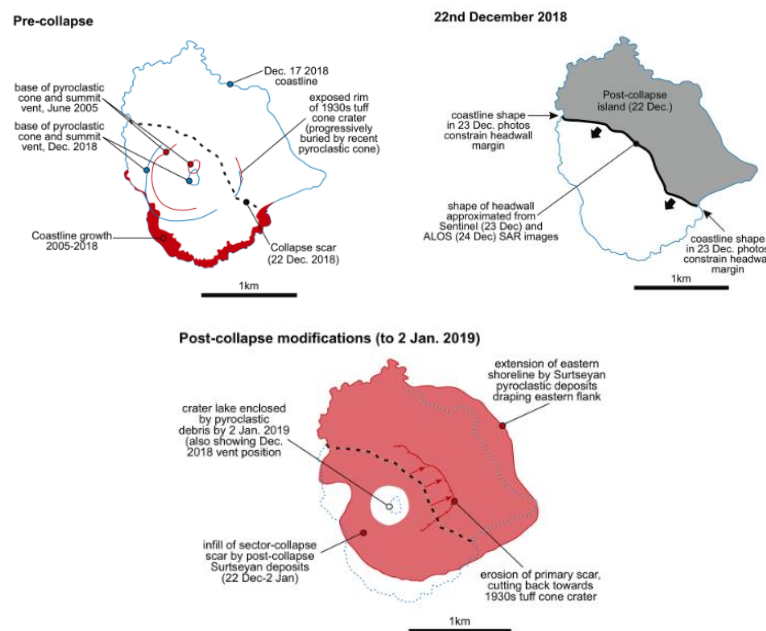 Pre-collapse
Dec. 17 2018
coastline
base of pyroclastic
cone and summit
vent, June 2005
base of pyroclastic
cone and summit
vent, Dec. 2018
exposed rim
of 1930s tuff
cone crater
(progressively
buried by recent
pyroclastic cone)
Coastline growth
2005-2018
Collapse scar
(22 Dec. 2018)
1km
22nd December 2018
Post-collapse
island (22 Dec.)
coastline shape
in 23 Dec. photos
constrain headwall
margin
shape of headwall
approximated from
Sentinel (23 Dec) and
ALOS (24 Dec) SAR images
coastline shape
in 23 Dec. photos
constrain headwa
margin
1km
Post-collapse modifications (to 2 Jan. 2019)
extension of eastern
shoreline by Surtseyan
pyroclastic deposits
draping eastern flank
crater lake enclosed
by pyroclastic
debris by 2 Jan. 2019
(also showing Dec.
2018 vent position
infill of sector-collapse
scar by post-collapse
Surtseyan deposits
(22 Dec-2 Jan)
erosion of primary scar,
cutting back towards
1930s tuff cone crater
1km